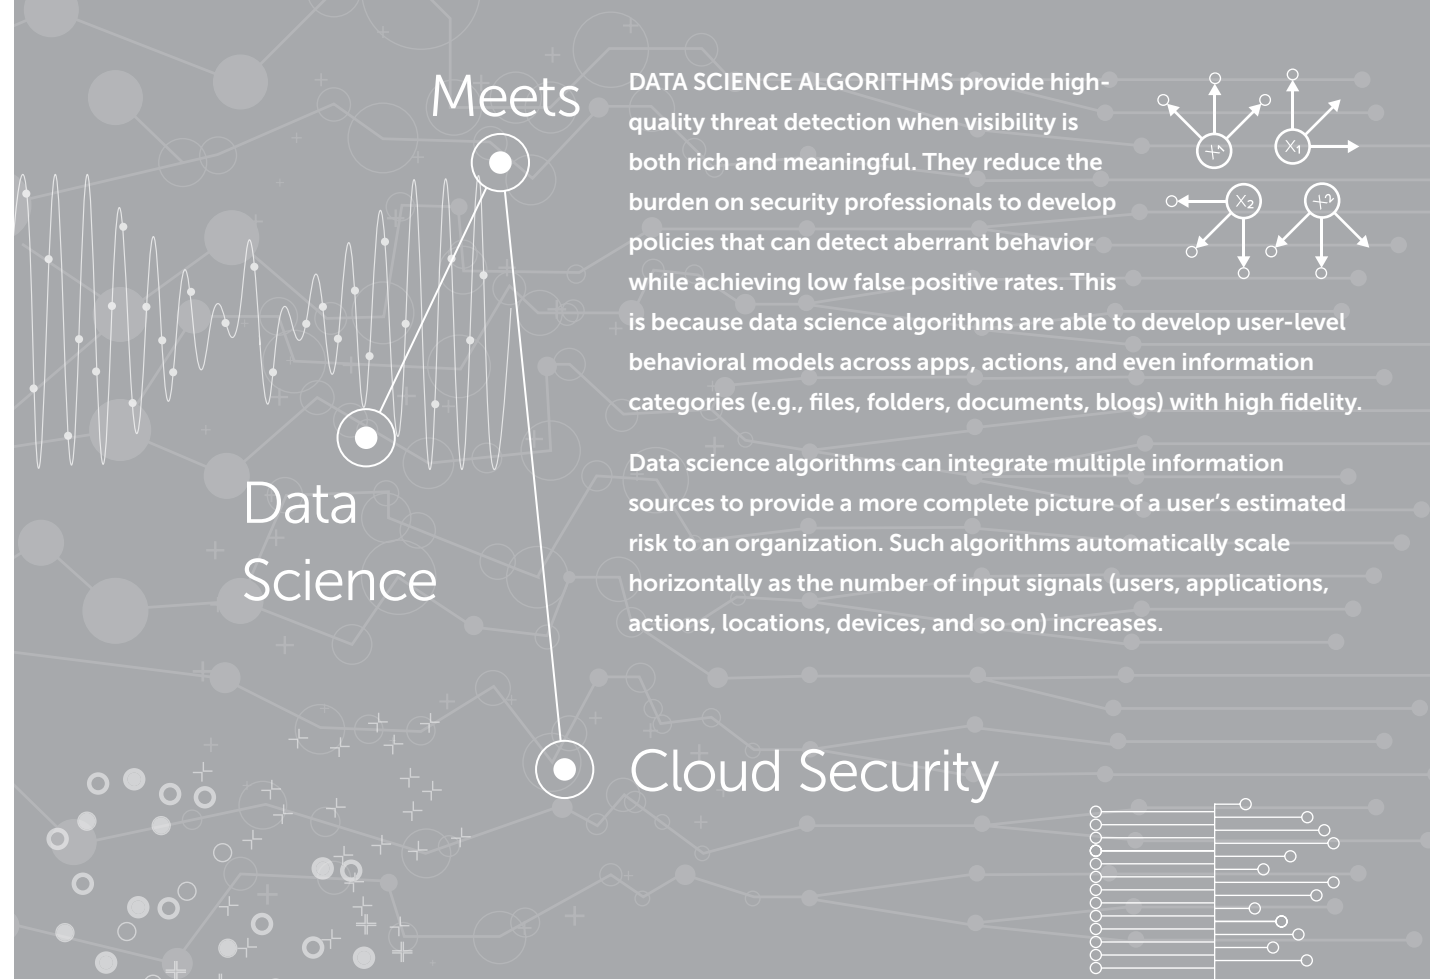 Data
Science
Meets
Cloud Security
DATA SCIENCE ALGORITHMS provide high-
quality threat detection when visibility is
both rich and meaningful. They reduce the
burden on security professionals to develop
policies that can detect aberrant behavior
while achieving low false positive rates. This
is because data science algorithms are able to develop user-level
behavioral models across apps, actions, and even information
categories (e.g., files, folders, documents, blogs) with high fidelity.
Data science algorithms can integrate multiple information
sources to provide a more complete picture of a user’s estimated
risk to an organization. Such algorithms automatically scale
horizontally as the number of input signals (users, applications,
actions, locations, devices, and so on) increases.
X₁
X₁
X₂
X₂